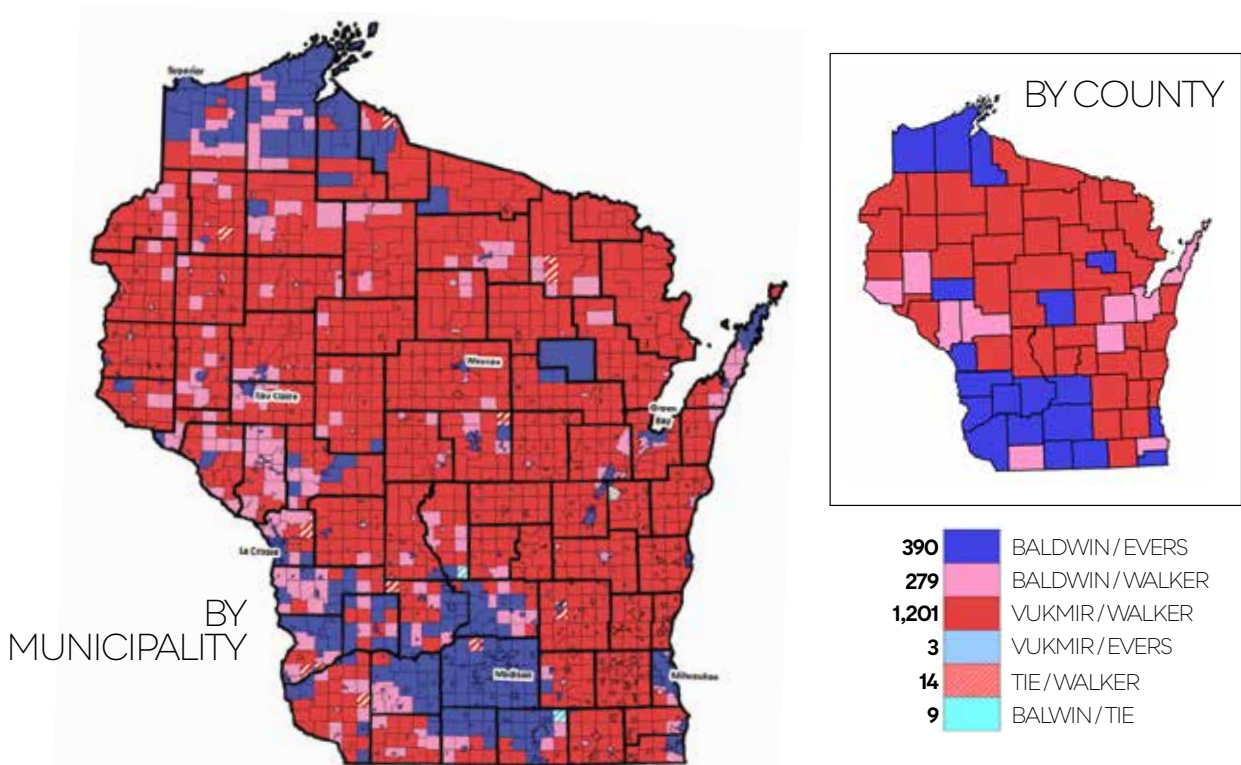 Superior
BY COUNTY
Wausau
Eau Claire
Green
Bay
La Crosse
BY
MUNICIPALITY
Madison
Milwaukee
390 BALDWIN / EVERS
279 BALDWIN / WALKER
1,201 VUKMIR / WALKER
3 VUKMIR / EVERS
14 TIE / WALKER
9 BALWIN / TIE